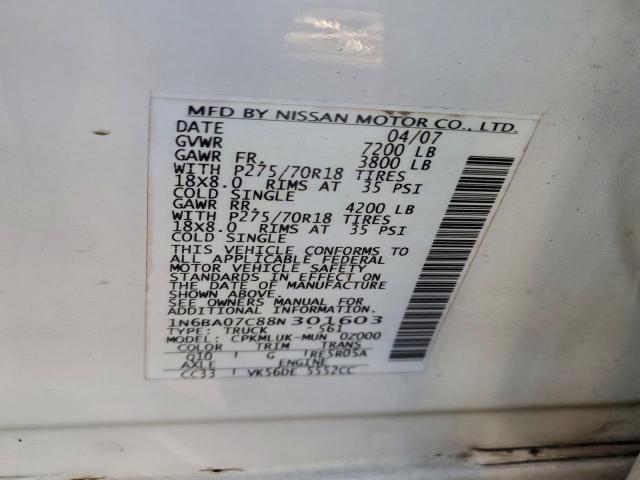 MFD BY NISSAN MOTOR CO., LTD.
DATE 04/07
GVWR 7200 LB
GAWR FR. 3800 LB
WITH P275/70R18 TIRES
18X8.0 RIMS AT 35 PSI
COLD SINGLE
GAWR RR. 4200 LB
WITH P275/70R18 TIRES
18X8.0 RIMS AT 35 PSI
COLD SINGLE
THIS VEHICLE CONFORMS TO
ALL APPLICABLE FEDERAL
MOTOR VEHICLE SAFETY
STANDARDS IN EFFECT ON
THE DATE OF MANUFACTURE
SHOWN ABOVE.
SEE OWNERS MANUAL FOR
ADDITIONAL INFORMATION.
1N6BA07C88N301603
TYPE: TRUCK - 561
MODEL: CPKMLUK-MUN 0Z000
COLOR TRIM TRANS
Q10 G RE5R05A
AXLE ENGINE
CC33 VK56DE 5552CC